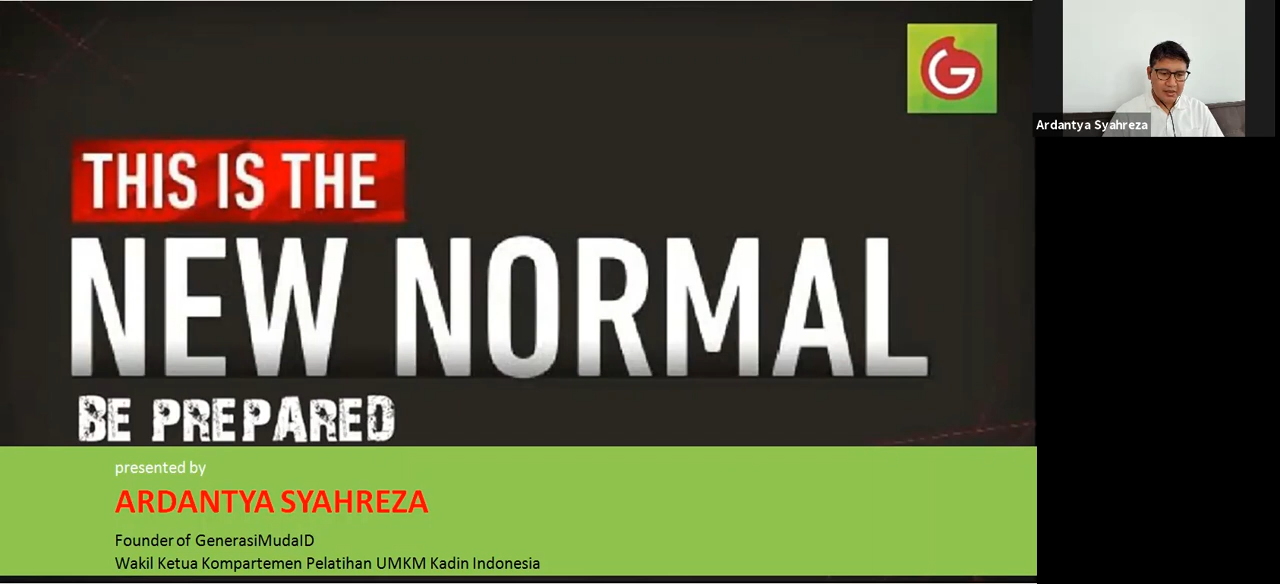 THIS IS THE
NEW NORMAL
BE PREPARED
presented by
ARDANTYA SYAHREZA
Founder of GenerasiMudaID
Wakil Ketua Kompartemen Pelatihan UMKM Kadin Indonesia
G
Ardantya Syahreza